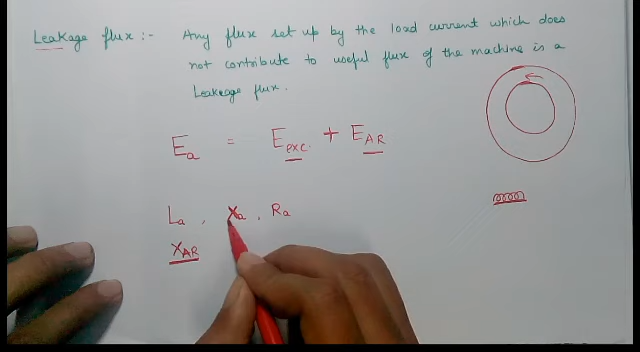 Leakage flux :- Any flux set up by the load current which does
not contribute to useful flux of the machine is a
Leakage flux.
Ea = Eexc. + EAR
La , Xa , Ra
XAR